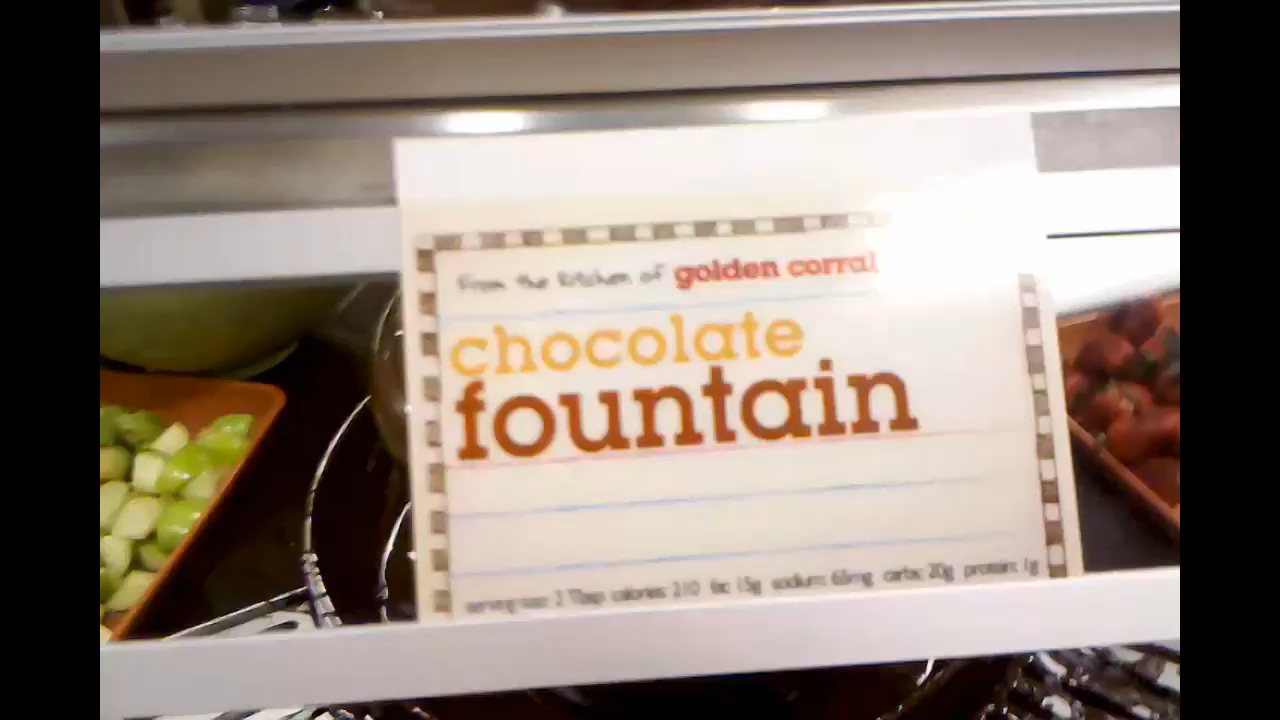 From the kitchen of golden corral
chocolate
fountain
serving size: 2 Tbsp calories: 210 fat: 15g sodium: 65mg carbs: 20g protein: 1g